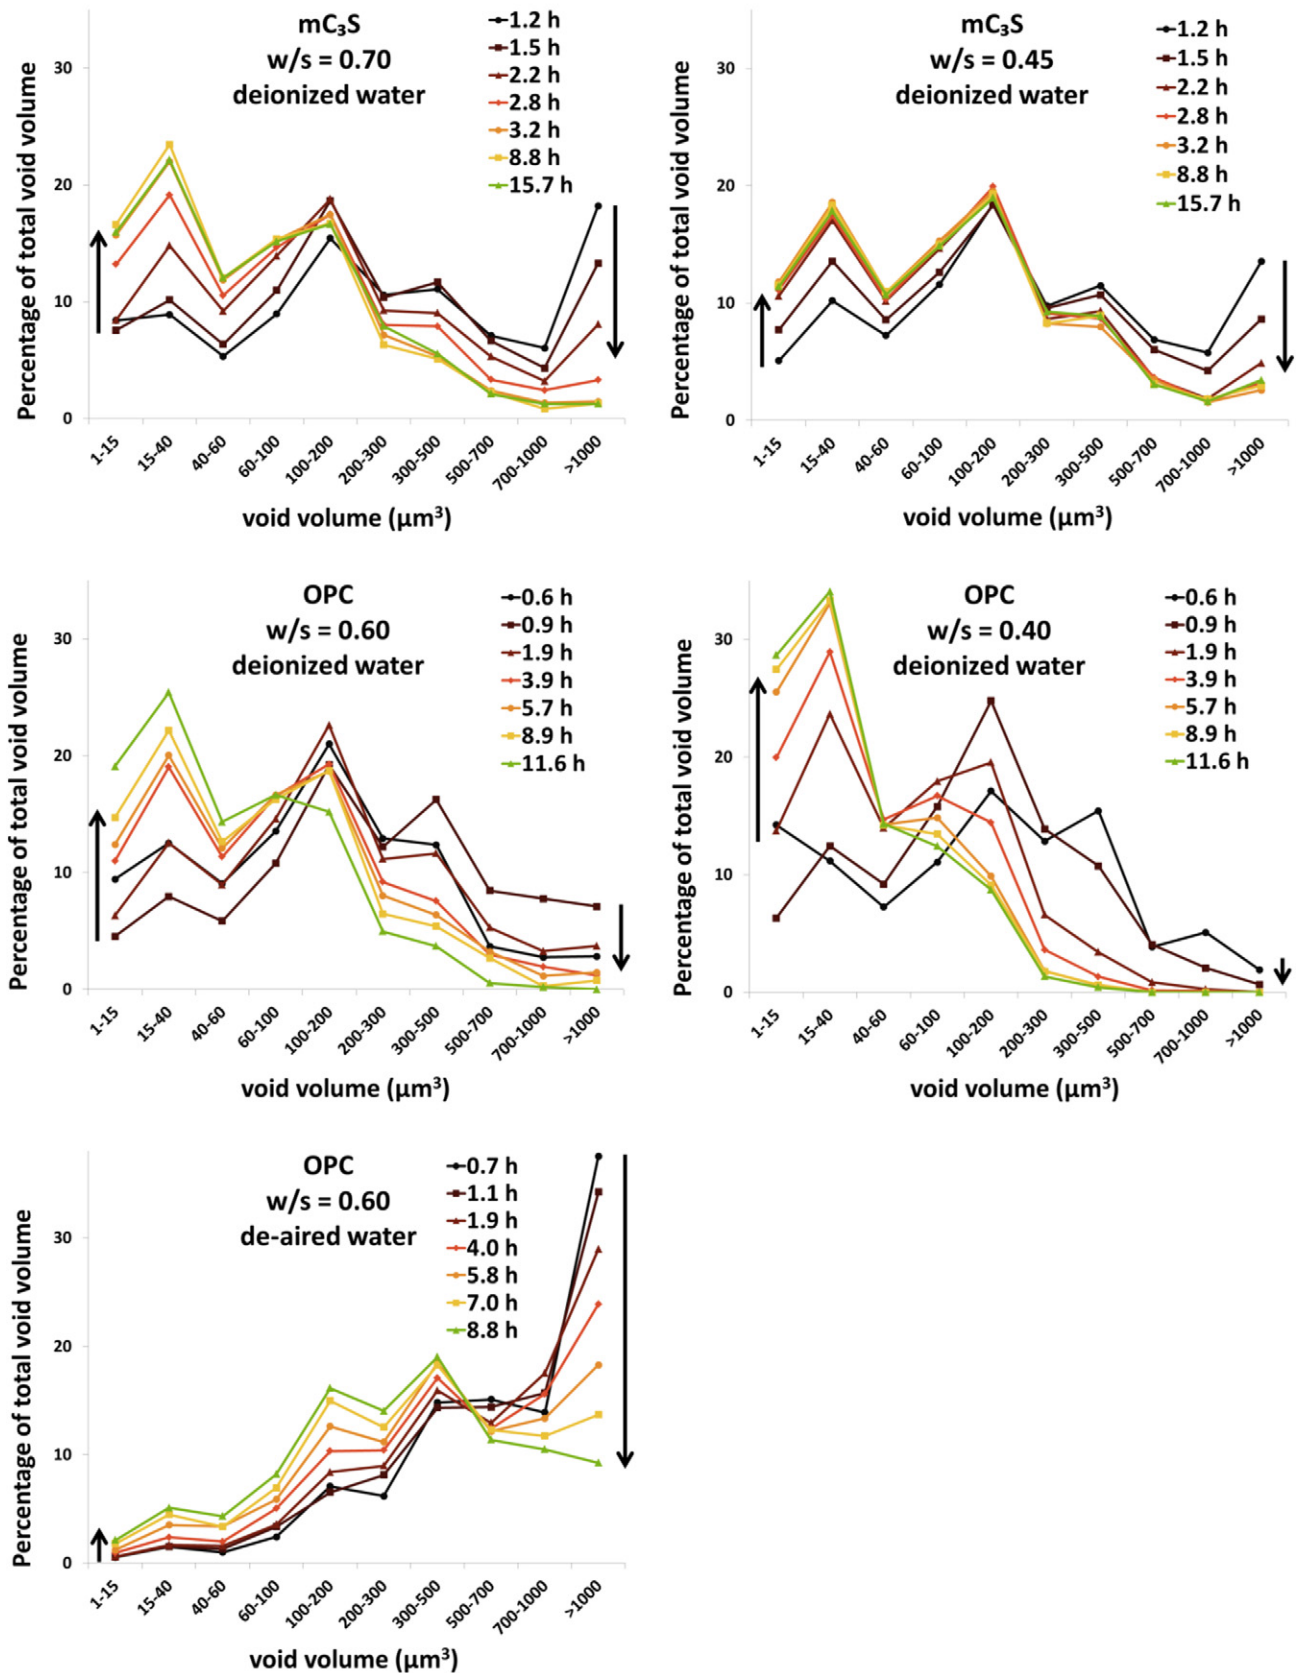 mC₃S
w/s = 0.70
deionized water
1.2 h
1.5 h
2.2 h
2.8 h
3.2 h
8.8 h
15.7 h
Percentage of total void volume
30
20
10
0
1-15
15-40
40-60
60-100
100-200
200-300
300-500
500-700
700-1000
>1000
void volume (µm³)
mC₃S
w/s = 0.45
deionized water
1.2 h
1.5 h
2.2 h
2.8 h
3.2 h
8.8 h
15.7 h
Percentage of total void volume
30
20
10
0
1-15
15-40
40-60
60-100
100-200
200-300
300-500
500-700
700-1000
>1000
void volume (µm³)
OPC
w/s = 0.60
deionized water
0.6 h
0.9 h
1.9 h
3.9 h
5.7 h
8.9 h
11.6 h
Percentage of total void volume
30
20
10
0
1-15
15-40
40-60
60-100
100-200
200-300
300-500
500-700
700-1000
>1000
void volume (µm³)
OPC
w/s = 0.40
deionized water
0.6 h
0.9 h
1.9 h
3.9 h
5.7 h
8.9 h
11.6 h
Percentage of total void volume
30
20
10
0
1-15
15-40
40-60
60-100
100-200
200-300
300-500
500-700
700-1000
>1000
void volume (µm³)
OPC
w/s = 0.60
de-aired water
0.7 h
1.1 h
1.9 h
4.0 h
5.8 h
7.0 h
8.8 h
Percentage of total void volume
30
20
10
0
1-15
15-40
40-60
60-100
100-200
200-300
300-500
500-700
700-1000
>1000
void volume (µm³)